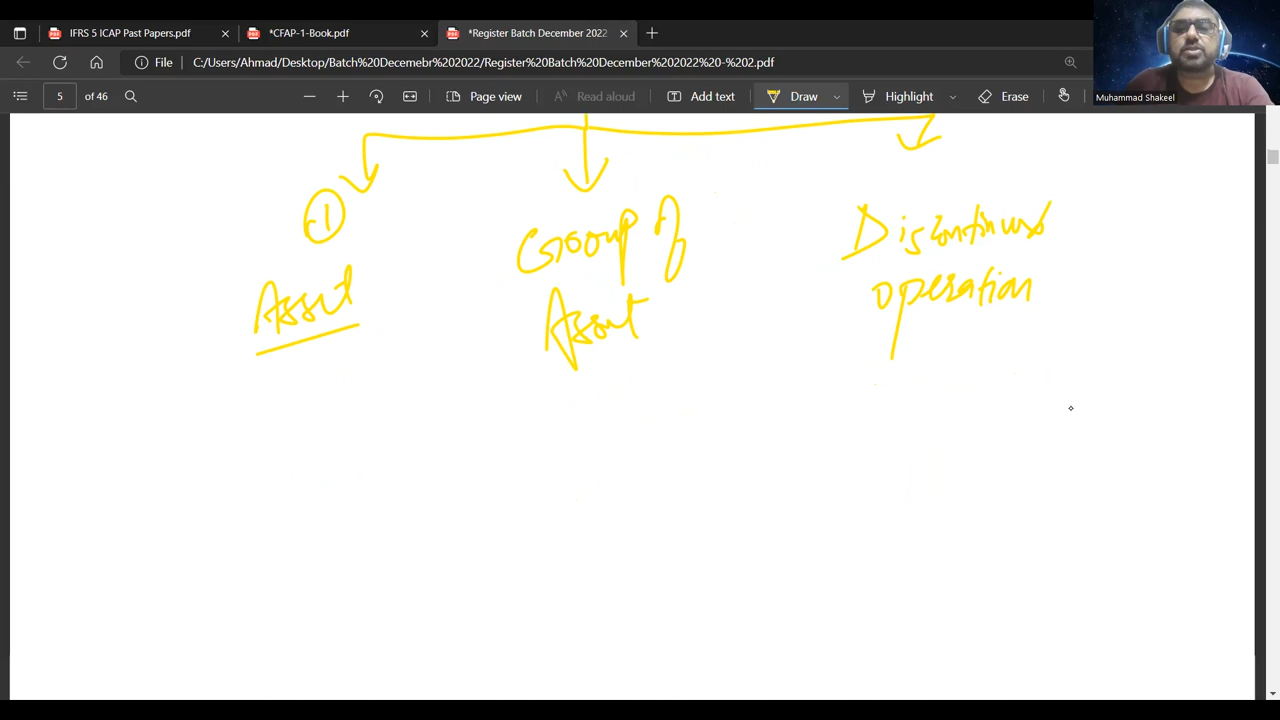 IFRS 5 ICAP Past Papers.pdf
*CFAP-1-Book.pdf
*Register Batch December 2022
File
C:/Users/Ahmad/Desktop/Batch%20Decemebr%202022/Register%20Batch%20December%202022%20-%202.pdf
5 of 46
Page view
Read aloud
Add text
Draw
Highlight
Erase
Muhammad Shakeel
1
Asset
Group of
Asset
Discontinued
operation